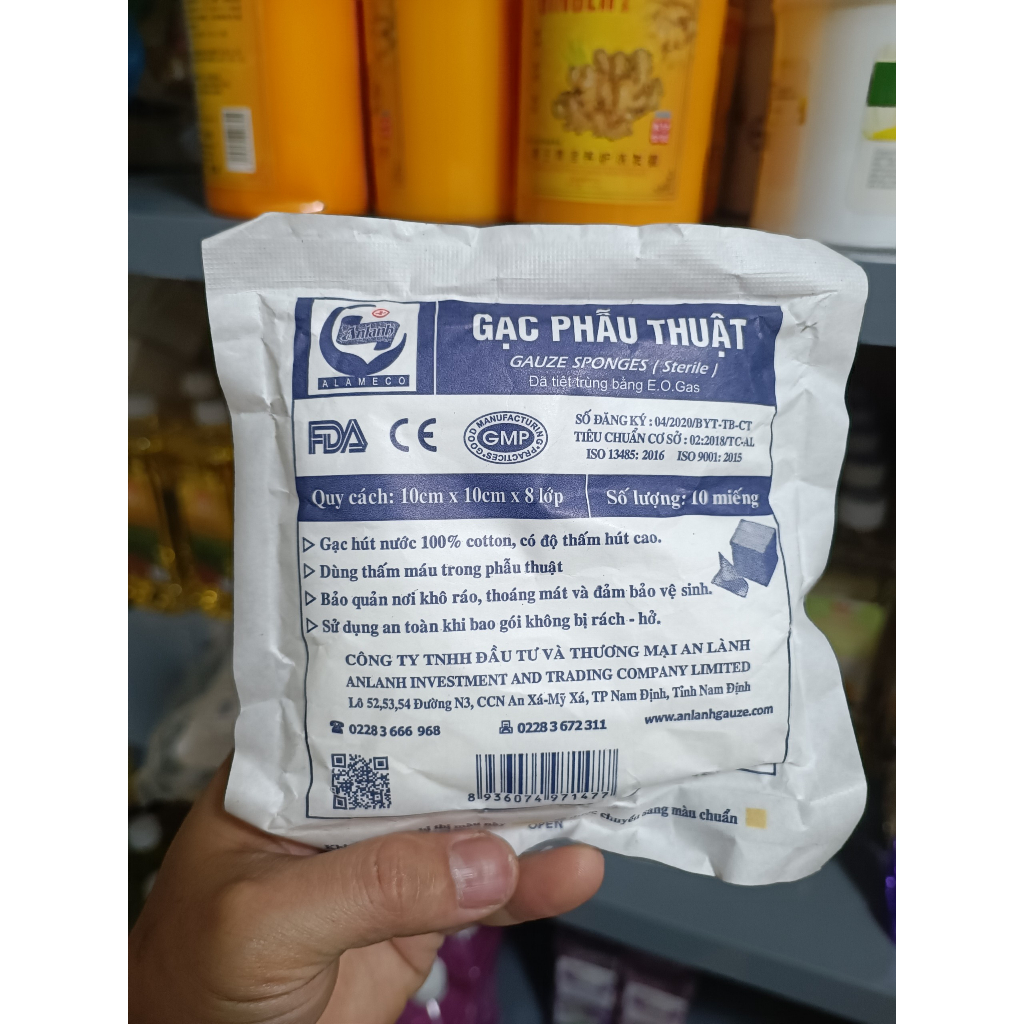 Anlanh
ALAMECO
GẠC PHẪU THUẬT
GAUZE SPONGES ( Sterile )
Đã tiệt trùng bằng E.O.Gas
FDA CE
GOOD MANUFACTURING PRACTICES
GMP
SỐ ĐĂNG KÝ : 04/2020/BYT-TB-CT
TIÊU CHUẨN CƠ SỞ : 02:2018/TC-AL
ISO 13485: 2016 ISO 9001: 2015
Quy cách: 10cm x 10cm x 8 lớp
Số lượng: 10 miếng
Gạc hút nước 100% cotton, có độ thấm hút cao.
Dùng thấm máu trong phẫu thuật
Bảo quản nơi khô ráo, thoáng mát và đảm bảo vệ sinh.
Sử dụng an toàn khi bao gói không bị rách - hở.
CÔNG TY TNHH ĐẦU TƯ VÀ THƯƠNG MẠI AN LÀNH
ANLANH INVESTMENT AND TRADING COMPANY LIMITED
Lô 52,53,54 Đường N3, CCN An Xá-Mỹ Xá, TP Nam Định, Tỉnh Nam Định
0228 3 666 968 0228 3 672 311 www.anlanhgauze.com
8 936074 971477
OPEN
chuyển sang màu chuẩn